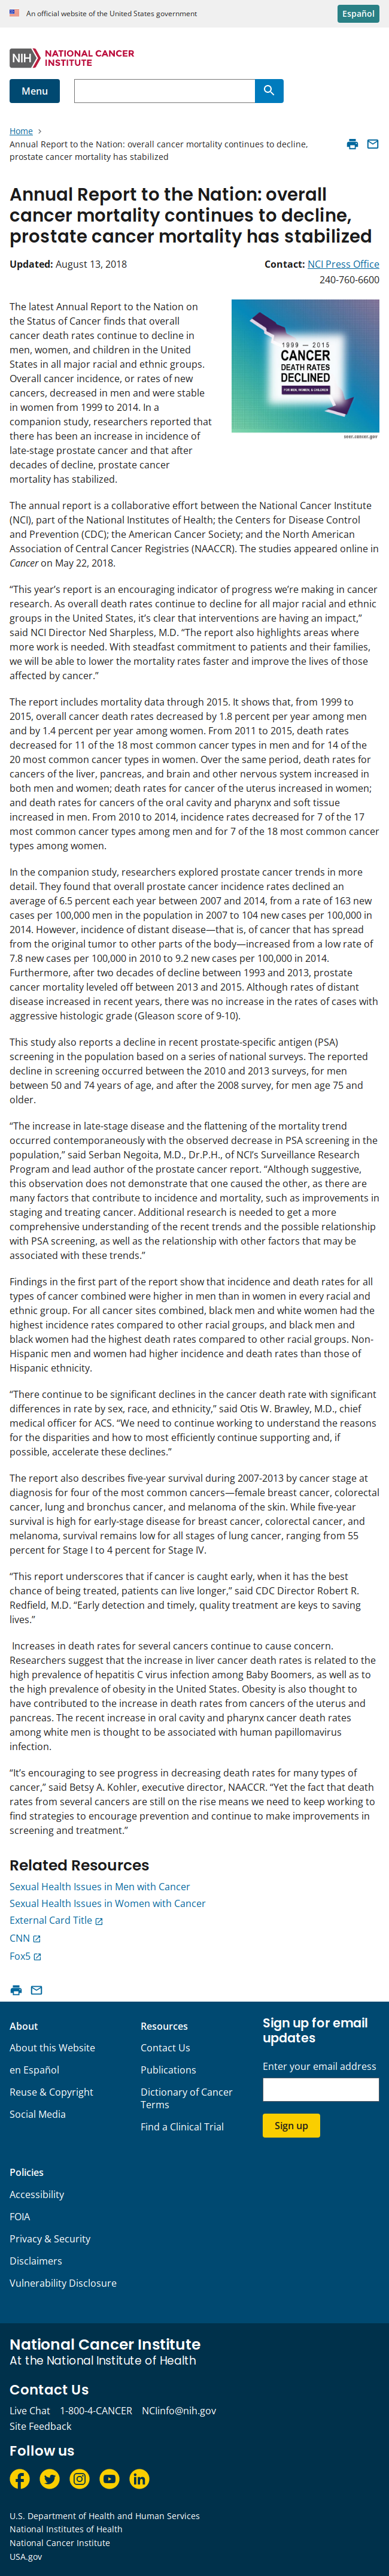 An official website of the United States government
Español
NIH NATIONAL CANCER
INSTITUTE
Menu
Home
Annual Report to the Nation: overall cancer mortality continues to decline,
prostate cancer mortality has stabilized
Annual Report to the Nation: overall
cancer mortality continues to decline,
prostate cancer mortality has stabilized
Updated: August 13, 2018
Contact: NCI Press Office
240-760-6600
The latest Annual Report to the Nation on
the Status of Cancer finds that overall
cancer death rates continue to decline in
men, women, and children in the United
States in all major racial and ethnic groups.
Overall cancer incidence, or rates of new
cancers, decreased in men and were stable
in women from 1999 to 2014. In a
companion study, researchers reported that
there has been an increase in incidence of
late-stage prostate cancer and that after
decades of decline, prostate cancer
mortality has stabilized.
1999 — 2015
CANCER
DEATH RATES
DECLINED
FOR MEN, WOMEN, & CHILDREN
seer.cancer.gov
The annual report is a collaborative effort between the National Cancer Institute
(NCI), part of the National Institutes of Health; the Centers for Disease Control
and Prevention (CDC); the American Cancer Society; and the North American
Association of Central Cancer Registries (NAACCR). The studies appeared online in
Cancer on May 22, 2018.
“This year’s report is an encouraging indicator of progress we’re making in cancer
research. As overall death rates continue to decline for all major racial and ethnic
groups in the United States, it’s clear that interventions are having an impact,”
said NCI Director Ned Sharpless, M.D. “The report also highlights areas where
more work is needed. With steadfast commitment to patients and their families,
we will be able to lower the mortality rates faster and improve the lives of those
affected by cancer.”
The report includes mortality data through 2015. It shows that, from 1999 to
2015, overall cancer death rates decreased by 1.8 percent per year among men
and by 1.4 percent per year among women. From 2011 to 2015, death rates
decreased for 11 of the 18 most common cancer types in men and for 14 of the
20 most common cancer types in women. Over the same period, death rates for
cancers of the liver, pancreas, and brain and other nervous system increased in
both men and women; death rates for cancer of the uterus increased in women;
and death rates for cancers of the oral cavity and pharynx and soft tissue
increased in men. From 2010 to 2014, incidence rates decreased for 7 of the 17
most common cancer types among men and for 7 of the 18 most common cancer
types among women.
In the companion study, researchers explored prostate cancer trends in more
detail. They found that overall prostate cancer incidence rates declined an
average of 6.5 percent each year between 2007 and 2014, from a rate of 163 new
cases per 100,000 men in the population in 2007 to 104 new cases per 100,000 in
2014. However, incidence of distant disease—that is, of cancer that has spread
from the original tumor to other parts of the body—increased from a low rate of
7.8 new cases per 100,000 in 2010 to 9.2 new cases per 100,000 in 2014.
Furthermore, after two decades of decline between 1993 and 2013, prostate
cancer mortality leveled off between 2013 and 2015. Although rates of distant
disease increased in recent years, there was no increase in the rates of cases with
aggressive histologic grade (Gleason score of 9-10).
This study also reports a decline in recent prostate-specific antigen (PSA)
screening in the population based on a series of national surveys. The reported
decline in screening occurred between the 2010 and 2013 surveys, for men
between 50 and 74 years of age, and after the 2008 survey, for men age 75 and
older.
“The increase in late-stage disease and the flattening of the mortality trend
occurred contemporaneously with the observed decrease in PSA screening in the
population,” said Serban Negoita, M.D., Dr.P.H., of NCI’s Surveillance Research
Program and lead author of the prostate cancer report. “Although suggestive,
this observation does not demonstrate that one caused the other, as there are
many factors that contribute to incidence and mortality, such as improvements in
staging and treating cancer. Additional research is needed to get a more
comprehensive understanding of the recent trends and the possible relationship
with PSA screening, as well as the relationship with other factors that may be
associated with these trends.”
Findings in the first part of the report show that incidence and death rates for all
types of cancer combined were higher in men than in women in every racial and
ethnic group. For all cancer sites combined, black men and white women had the
highest incidence rates compared to other racial groups, and black men and
black women had the highest death rates compared to other racial groups. Non-
Hispanic men and women had higher incidence and death rates than those of
Hispanic ethnicity.
“There continue to be significant declines in the cancer death rate with significant
differences in rate by sex, race, and ethnicity,” said Otis W. Brawley, M.D., chief
medical officer for ACS. “We need to continue working to understand the reasons
for the disparities and how to most efficiently continue supporting and, if
possible, accelerate these declines.”
The report also describes five-year survival during 2007-2013 by cancer stage at
diagnosis for four of the most common cancers—female breast cancer, colorectal
cancer, lung and bronchus cancer, and melanoma of the skin. While five-year
survival is high for early-stage disease for breast cancer, colorectal cancer, and
melanoma, survival remains low for all stages of lung cancer, ranging from 55
percent for Stage I to 4 percent for Stage IV.
“This report underscores that if cancer is caught early, when it has the best
chance of being treated, patients can live longer,” said CDC Director Robert R.
Redfield, M.D. “Early detection and timely, quality treatment are keys to saving
lives.”
Increases in death rates for several cancers continue to cause concern.
Researchers suggest that the increase in liver cancer death rates is related to the
high prevalence of hepatitis C virus infection among Baby Boomers, as well as to
the high prevalence of obesity in the United States. Obesity is also thought to
have contributed to the increase in death rates from cancers of the uterus and
pancreas. The recent increase in oral cavity and pharynx cancer death rates
among white men is thought to be associated with human papillomavirus
infection.
“It’s encouraging to see progress in decreasing death rates for many types of
cancer,” said Betsy A. Kohler, executive director, NAACCR. “Yet the fact that death
rates from several cancers are still on the rise means we need to keep working to
find strategies to encourage prevention and continue to make improvements in
screening and treatment.”
Related Resources
Sexual Health Issues in Men with Cancer
Sexual Health Issues in Women with Cancer
External Card Title
CNN
Fox5
About
About this Website
en Español
Reuse & Copyright
Social Media
Resources
Contact Us
Publications
Dictionary of Cancer
Terms
Find a Clinical Trial
Sign up for email
updates
Enter your email address
Sign up
Policies
Accessibility
FOIA
Privacy & Security
Disclaimers
Vulnerability Disclosure
National Cancer Institute
At the National Institute of Health
Contact Us
Live Chat 1-800-4-CANCER NCIinfo@nih.gov
Site Feedback
Follow us
U.S. Department of Health and Human Services
National Institutes of Health
National Cancer Institute
USA.gov